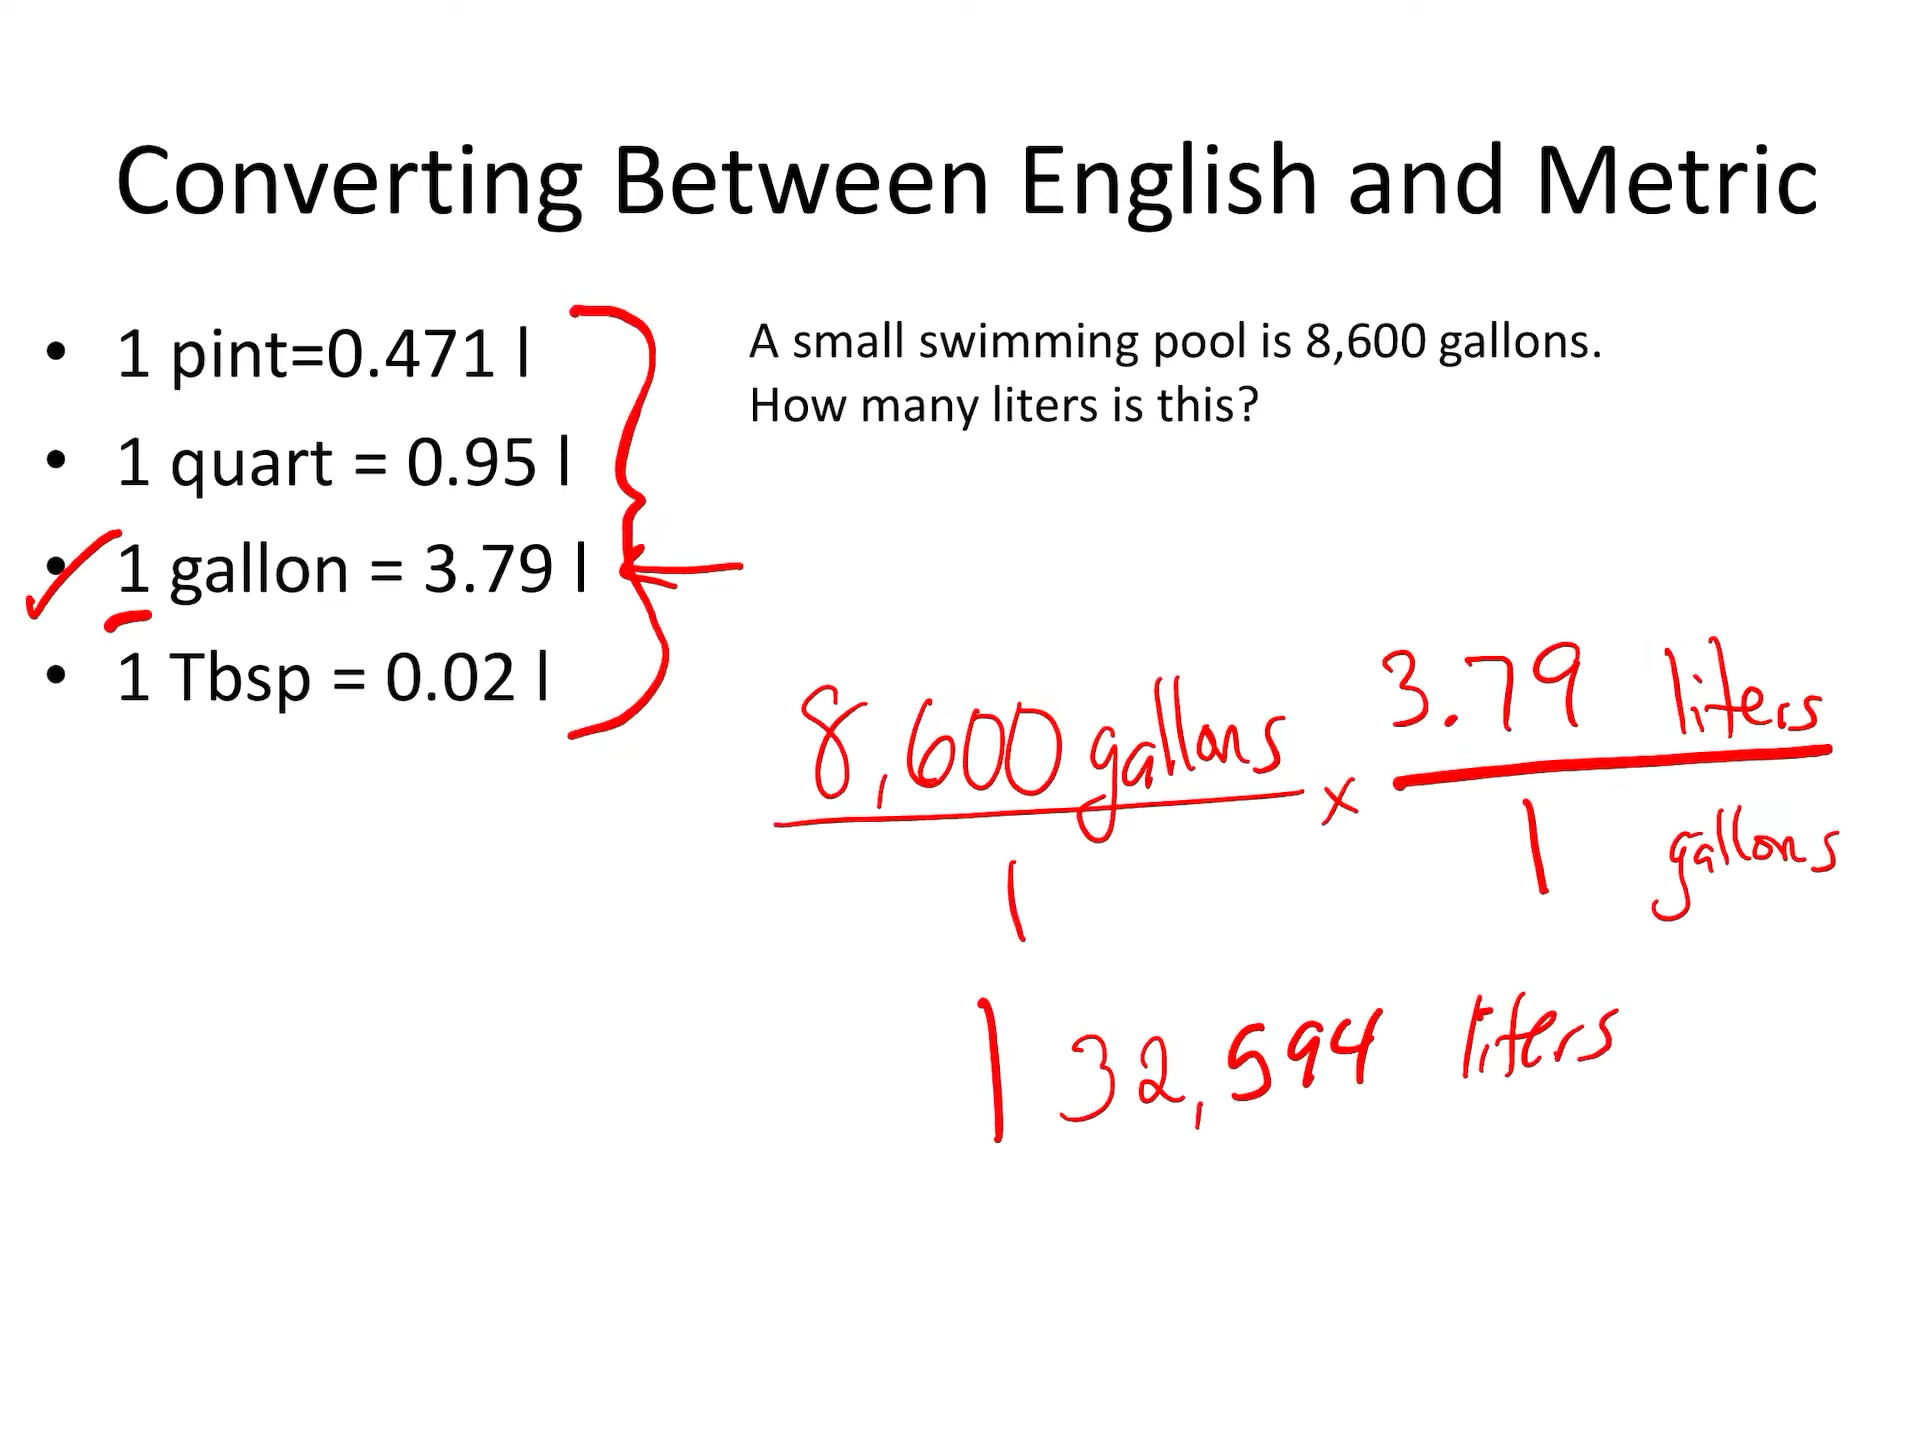 Converting Between English and Metric
• 1 pint=0.471 l
• 1 quart = 0.95 l
• 1 gallon = 3.79 l
• 1 Tbsp = 0.02 l
A small swimming pool is 8,600 gallons.
How many liters is this?
8,600 gallons x 3.79 liters
1 1 gallons
1 32,594 liters